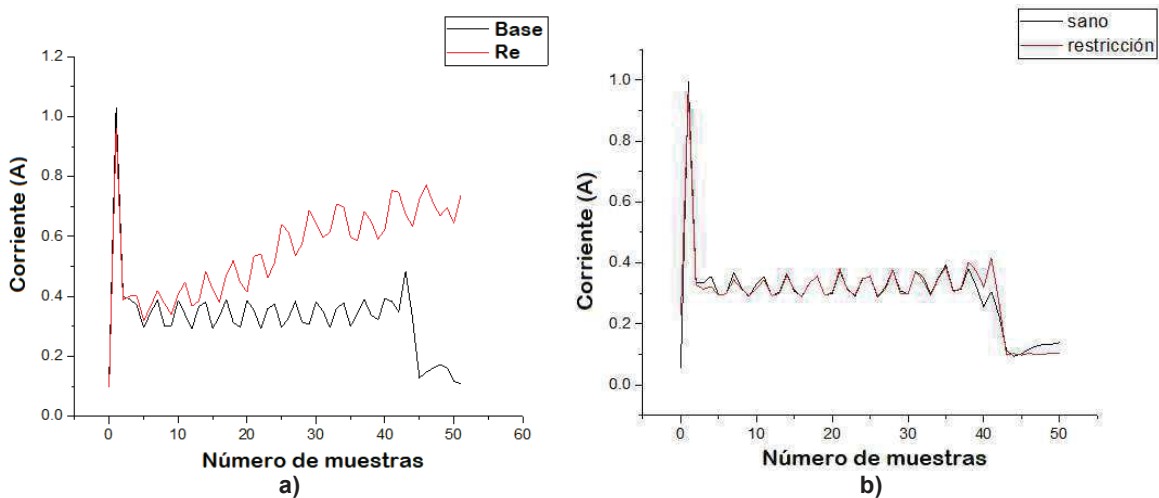 Base
Re
1.2
1.0
0.8
0.6
0.4
0.2
0.0
Corriente (A)
0 10 20 30 40 50 60
Número de muestras
a)
sano
restricción
1.0
0.8
0.6
0.4
0.2
0.0
Corriente (A)
0 10 20 30 40 50
Número de muestras
b)